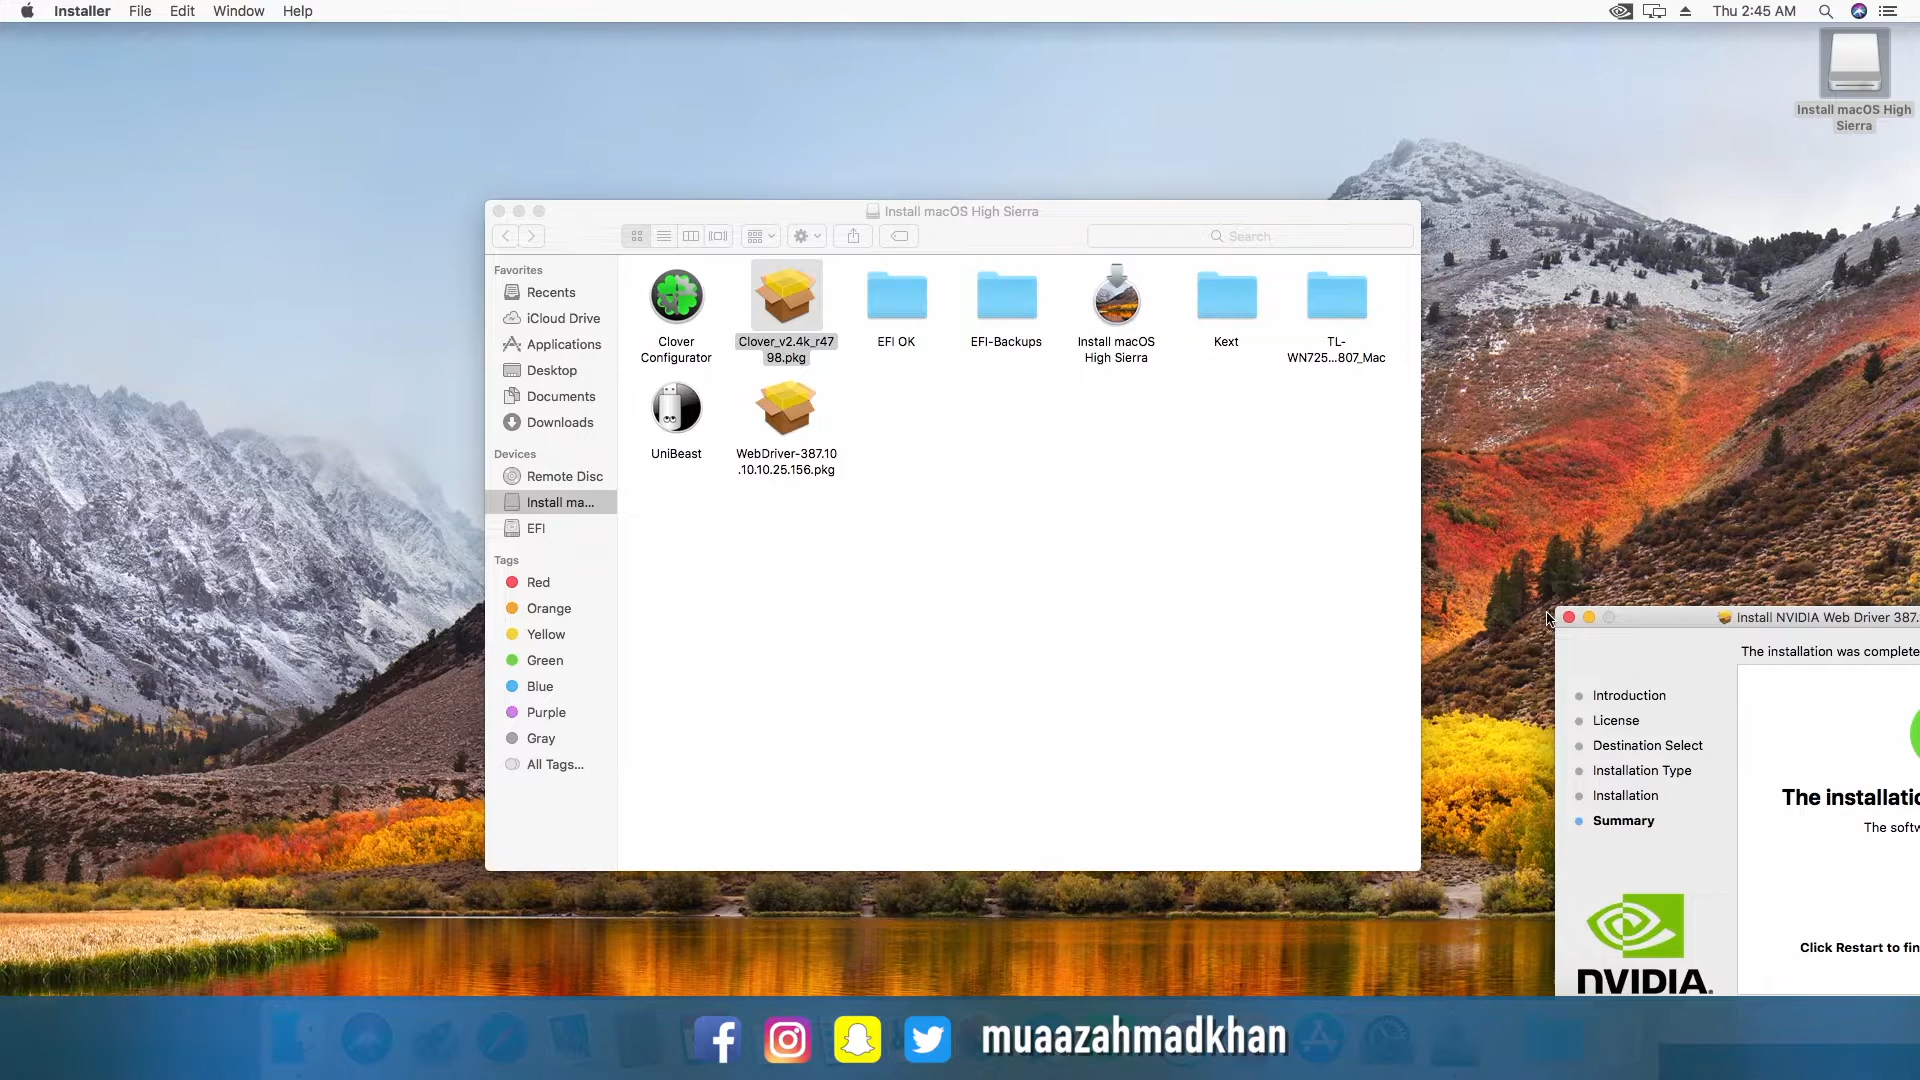 Installer File Edit Window Help
Thu 2:45 AM
Install macOS High
Sierra
Install macOS High Sierra
Search
Favorites
Recents
iCloud Drive
Applications
Desktop
Documents
Downloads
Devices
Remote Disc
Install ma...
EFI
Tags
Red
Orange
Yellow
Green
Blue
Purple
Gray
All Tags...
Clover
Configurator
Clover_v2.4k_r47
98.pkg
EFI OK
EFI-Backups
Install macOS
High Sierra
Kext
TL-
WN725...807_Mac
UniBeast
WebDriver-387.10
.10.10.25.156.pkg
Install NVIDIA Web Driver 387.
The installation was complete
Introduction
License
Destination Select
Installation Type
Installation
Summary
The installatio
The softw
Click Restart to fin
NVIDIA.
muaazahmadkhan